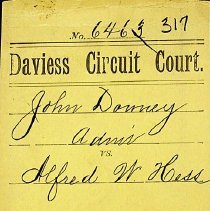 No. 6463 317
Daviess Circuit Court.
John Downey
Admr
vs.
Alfred W Hess